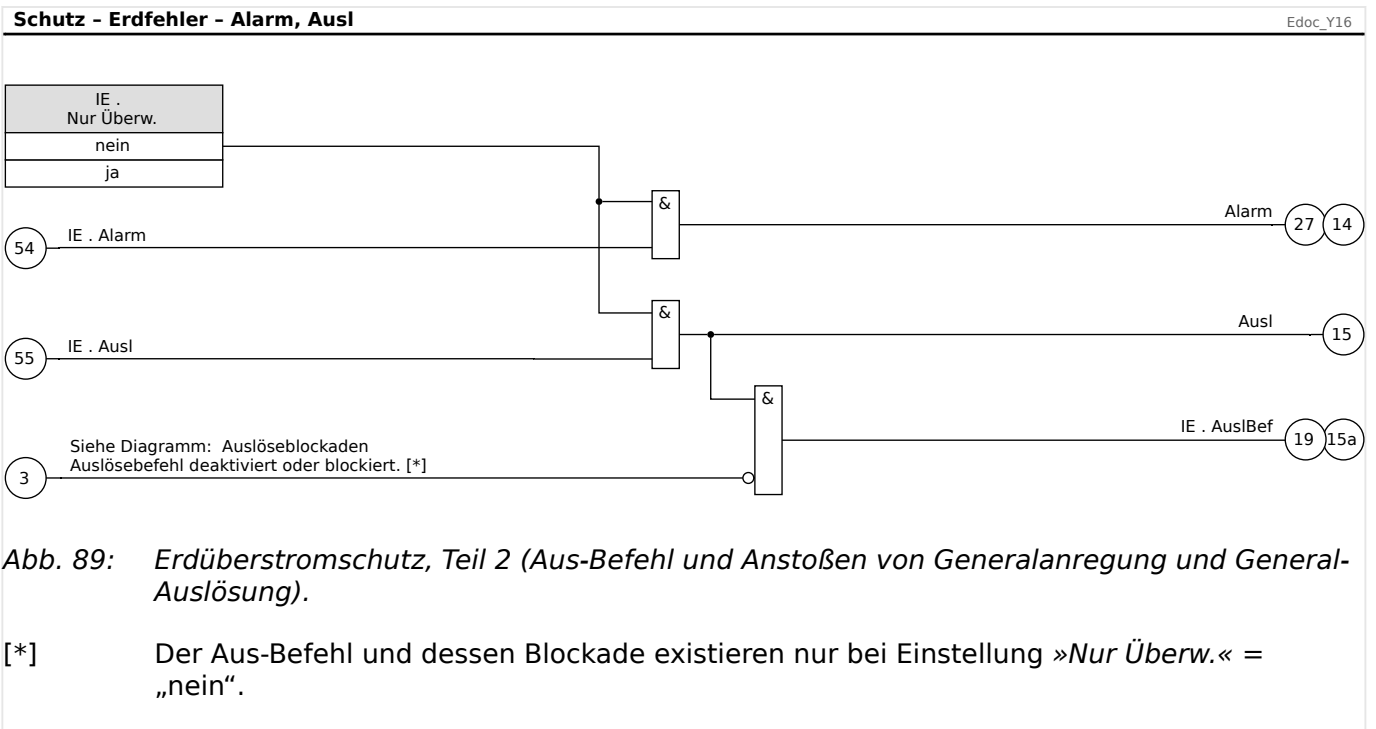 Schutz – Erdfehler – Alarm, Ausl
Edoc_Y16
IE .
Nur Überw.
nein
ja
&
Alarm
27
14
54
IE . Alarm
&
Ausl
15
55
IE . Ausl
&
IE . AuslBef
19
15a
Siehe Diagramm: Auslöseblockaden
Auslösebefehl deaktiviert oder blockiert. [*]
3
Abb. 89: Erdüberstromschutz, Teil 2 (Aus-Befehl und Anstoßen von Generalanregung und General-
Auslösung).
[*] Der Aus-Befehl und dessen Blockade existieren nur bei Einstellung »Nur Überw.« =
„nein“.